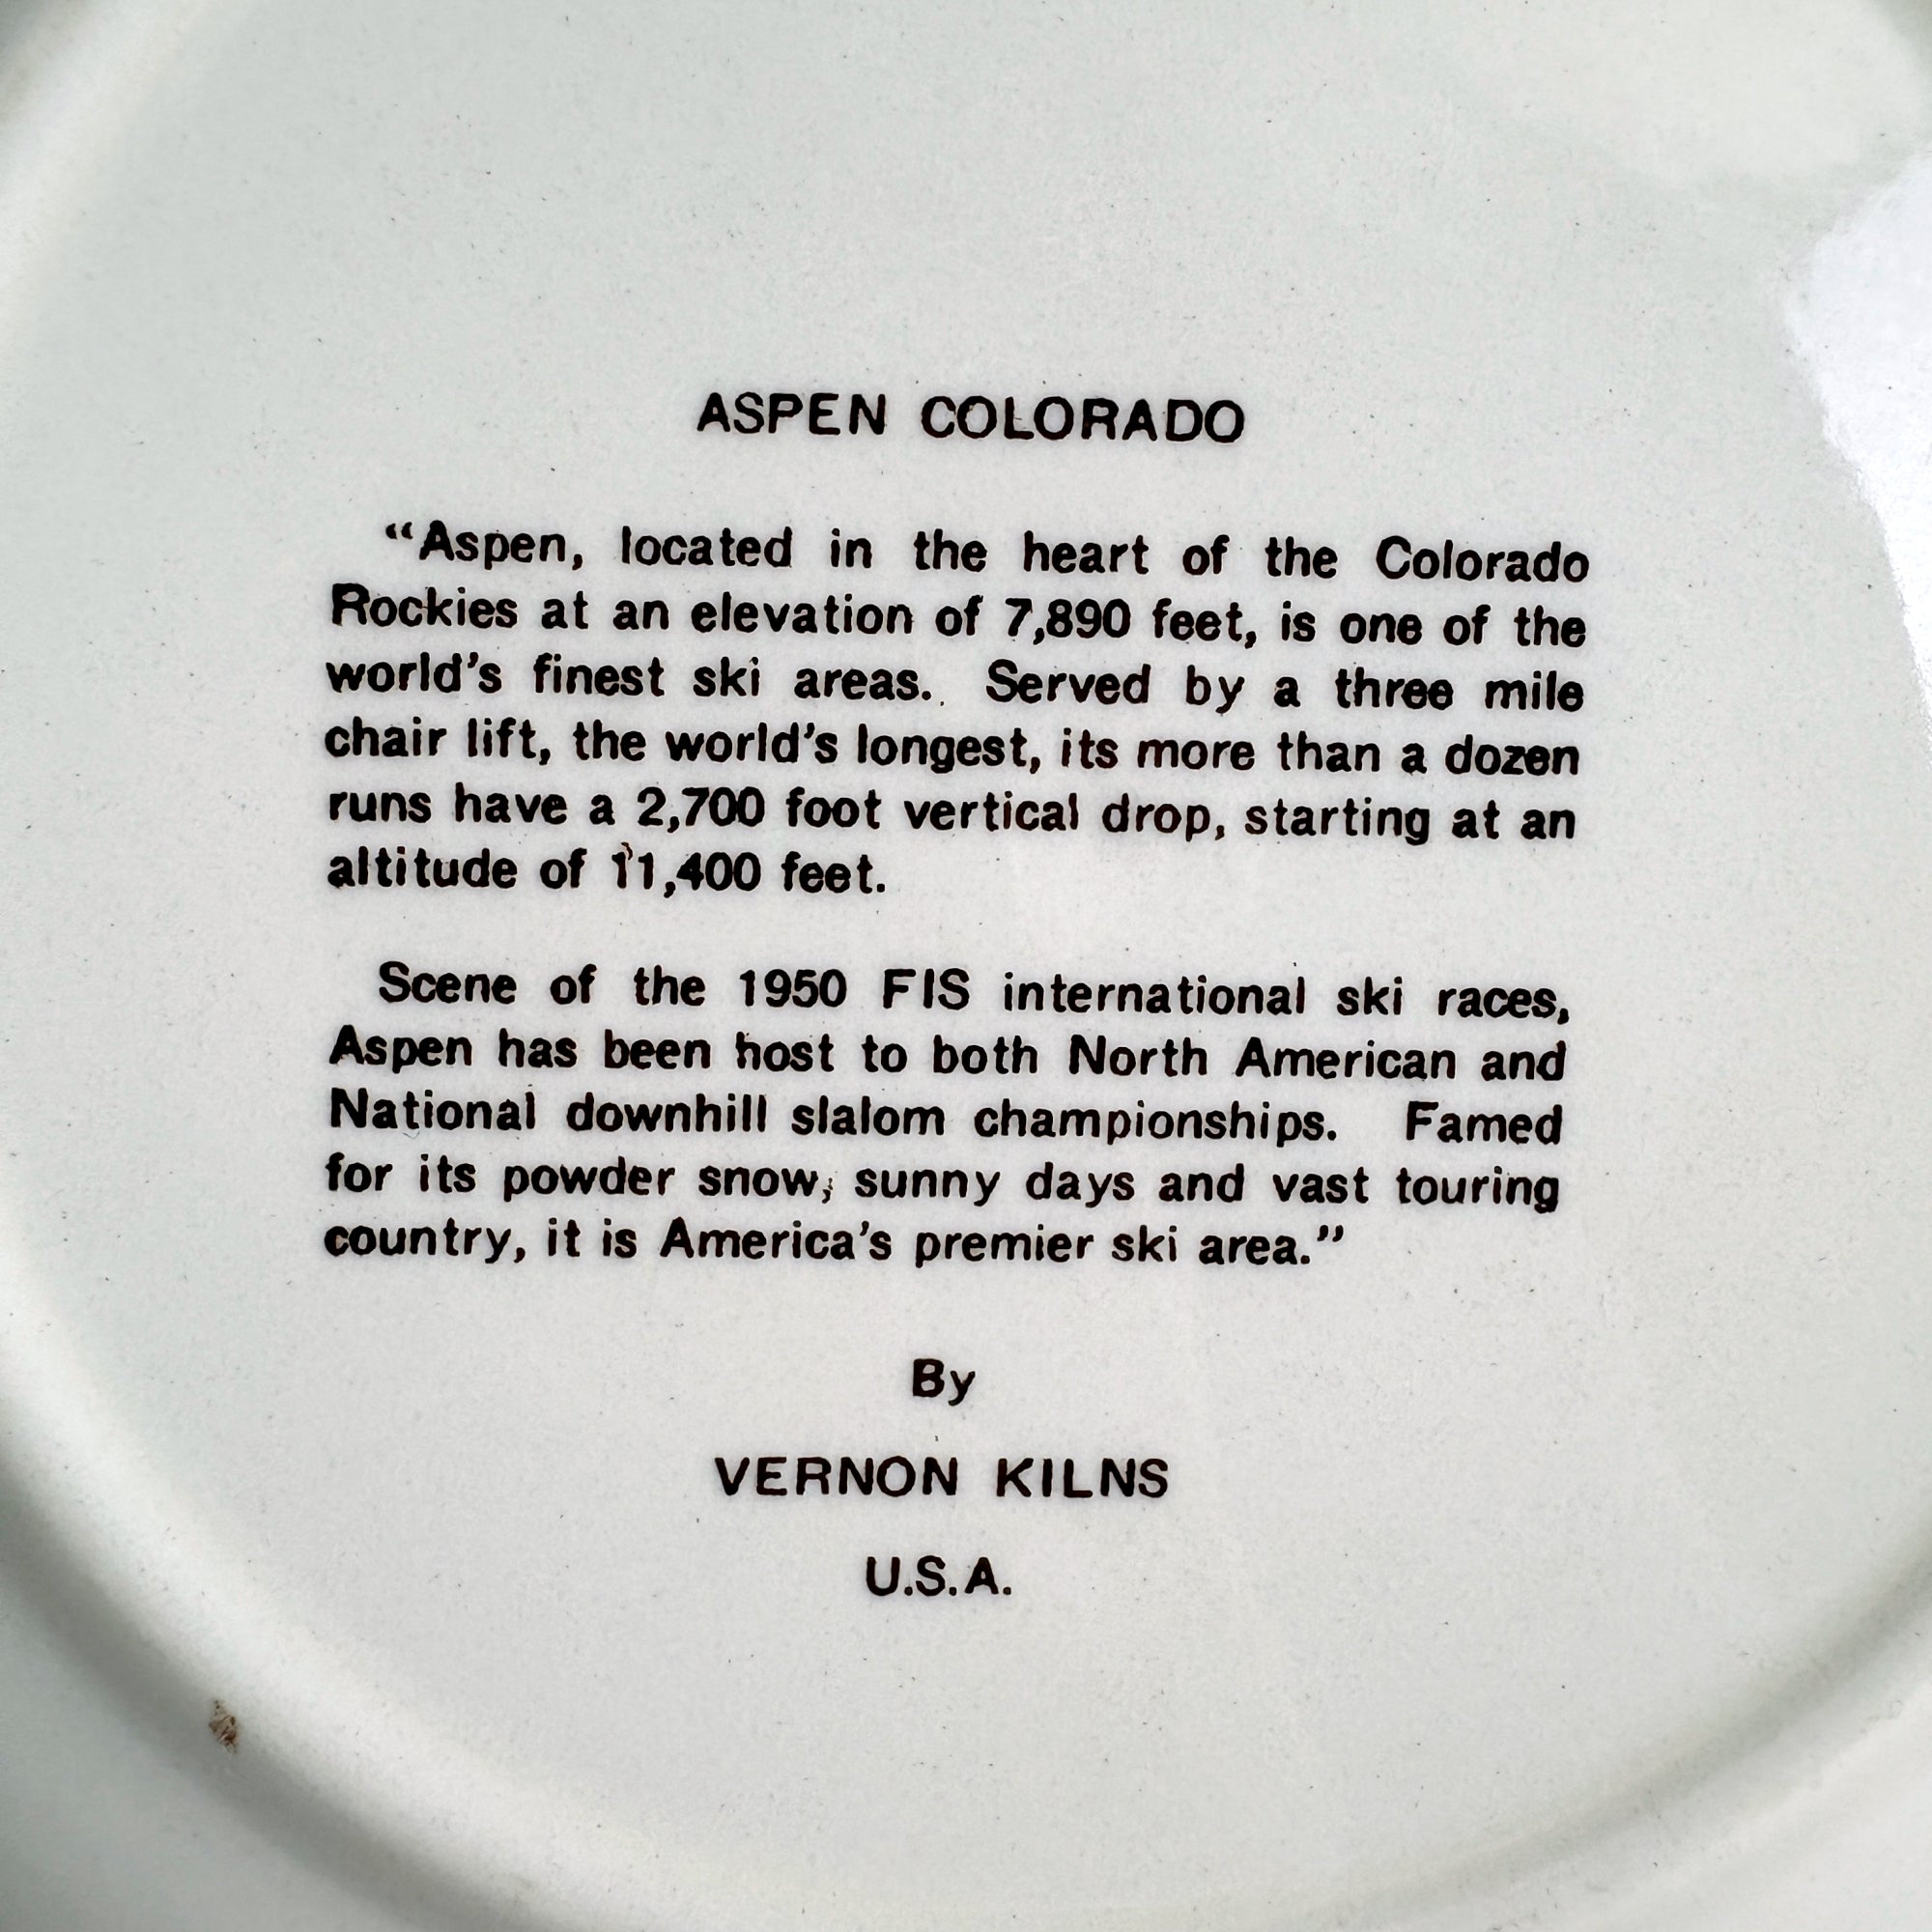 ASPEN COLORADO
“Aspen, located in the heart of the Colorado
Rockies at an elevation of 7,890 feet, is one of the
world’s finest ski areas. Served by a three mile
chair lift, the world’s longest, its more than a dozen
runs have a 2,700 foot vertical drop, starting at an
altitude of 11,400 feet.
Scene of the 1950 FIS international ski races,
Aspen has been host to both North American and
National downhill slalom championships. Famed
for its powder snow, sunny days and vast touring
country, it is America’s premier ski area.”
By
VERNON KILNS
U.S.A.